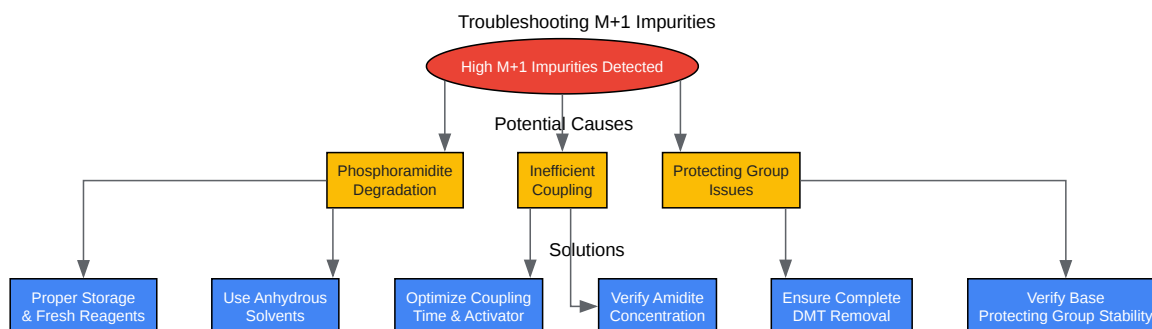 Troubleshooting M+1 Impurities
High M+1 Impurities Detected
Potential Causes
Phosphoramidite
Degradation
Inefficient
Coupling
Protecting Group
Issues
Solutions
Proper Storage
& Fresh Reagents
Use Anhydrous
Solvents
Optimize Coupling
Time & Activator
Verify Amidite
Concentration
Ensure Complete
DMT Removal
Verify Base
Protecting Group Stability